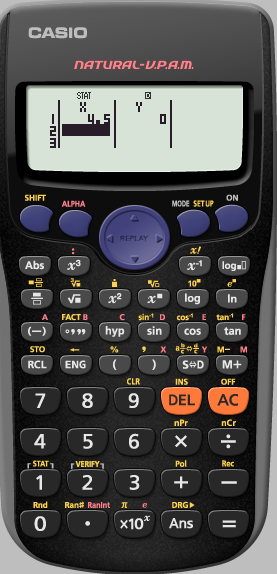 CASIO
NATURAL-V.P.A.M.
STAT D
X Y
1 4.5 0
2
3
SHIFT ALPHA MODE SETUP ON
REPLAY
: x!
Abs x³ x⁻¹ log■□
■┘□ ³√■ ■ ■√□ 10■ e■
√■ x² x■ log ln
A FACT B C sin⁻¹ D cos⁻¹ E tan⁻¹ F
(−) °’” hyp sin cos tan
STO ← % , X a b/c⇔d/c Y M− M
RCL ENG ( ) S⇔D M+
CLR INS OFF
7 8 9 DEL AC
nPr nCr
4 5 6 × ÷
STAT VERIFY Pol Rec
1 2 3 + −
Rnd Ran# RanInt π e DRG▶
0 · ×10ˣ Ans =